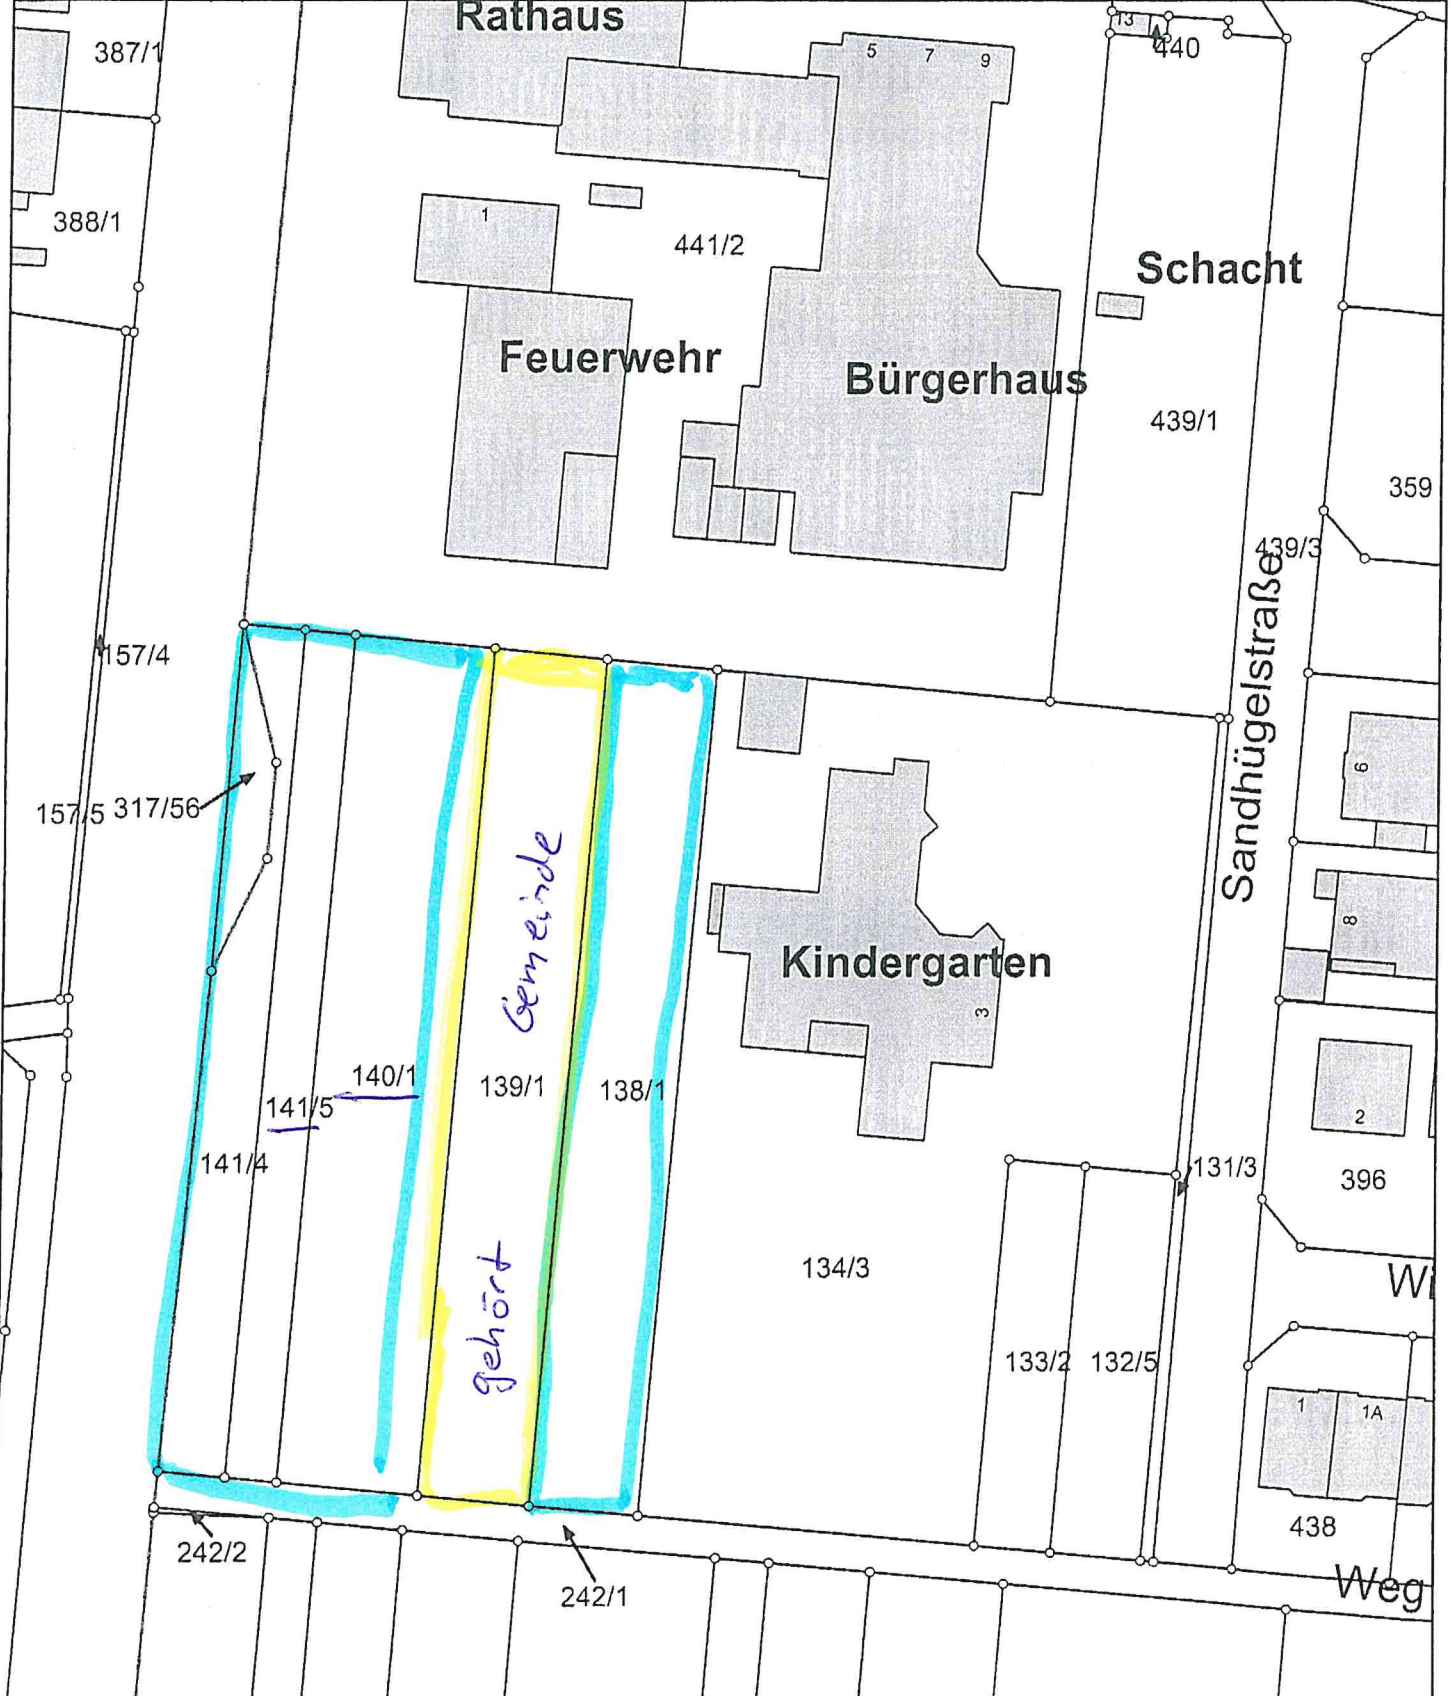 Rathaus
13
387/1
5 7 9
440
388/1
1
441/2
Schacht
Feuerwehr
Bürgerhaus
439/1
359
439/3
157/4
Sandhügelstraße
6
157/5
317/56
Gemeinde
8
Kindergarten
3
140/1
139/1
138/1
141/5
2
141/4
131/3
396
134/3
gehört
Wi
133/2
132/5
1
1A
438
242/2
242/1
Weg